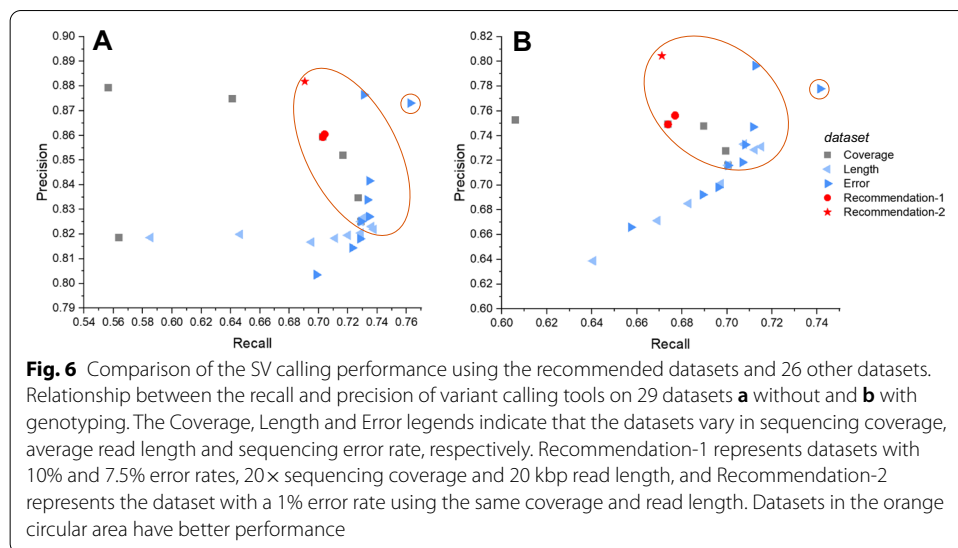 A
B
0.90
0.89
0.88
0.87
0.86
0.85
0.84
0.83
0.82
0.81
0.80
0.79
Precision
0.54 0.56 0.58 0.60 0.62 0.64 0.66 0.68 0.70 0.72 0.74 0.76
Recall
0.82
0.80
0.78
0.76
0.74
0.72
0.70
0.68
0.66
0.64
0.62
0.60
Precision
0.60 0.62 0.64 0.66 0.68 0.70 0.72 0.74
Recall
dataset
Coverage
Length
Error
Recommendation-1
Recommendation-2
Fig. 6 Comparison of the SV calling performance using the recommended datasets and 26 other datasets.
Relationship between the recall and precision of variant calling tools on 29 datasets a without and b with
genotyping. The Coverage, Length and Error legends indicate that the datasets vary in sequencing coverage,
average read length and sequencing error rate, respectively. Recommendation-1 represents datasets with
10% and 7.5% error rates, 20× sequencing coverage and 20 kbp read length, and Recommendation-2
represents the dataset with a 1% error rate using the same coverage and read length. Datasets in the orange
circular area have better performance